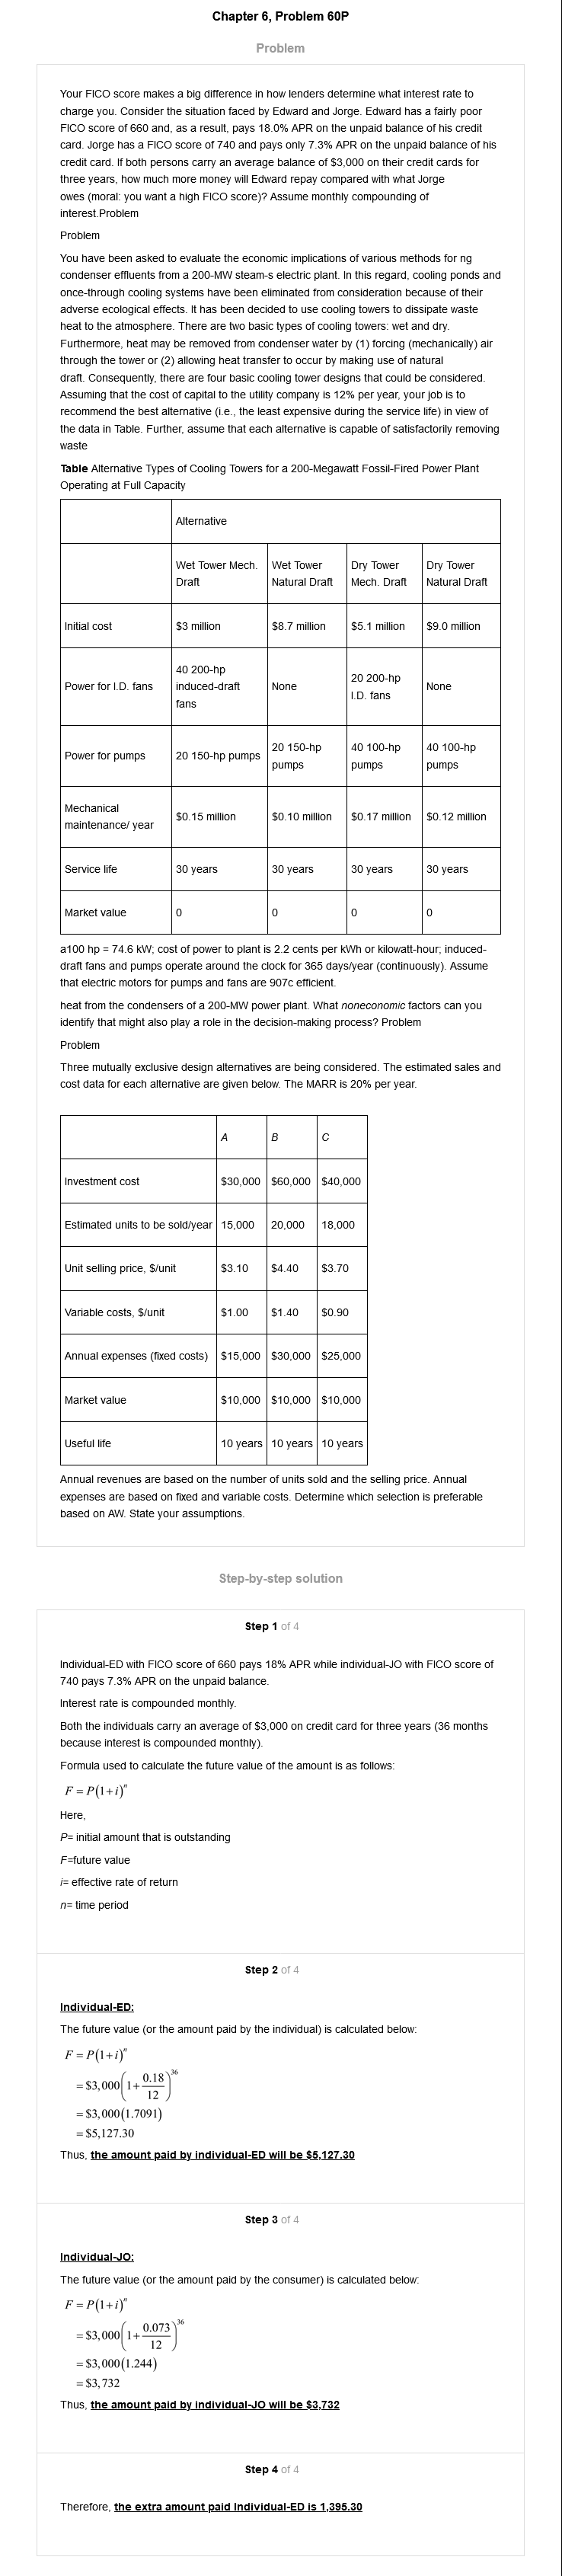 Chapter 6, Problem 60P
Problem
Your FICO score makes a big difference in how lenders determine what interest rate to
charge you. Consider the situation faced by Edward and Jorge. Edward has a fairly poor
FICO score of 660 and, as a result, pays 18.0% APR on the unpaid balance of his credit
card. Jorge has a FICO score of 740 and pays only 7.3% APR on the unpaid balance of his
credit card. If both persons carry an average balance of $3,000 on their credit cards for
three years, how much more money will Edward repay compared with what Jorge
owes (moral: you want a high FICO score)? Assume monthly compounding of
interest.Problem
Problem
You have been asked to evaluate the economic implications of various methods for ng
condenser effluents from a 200-MW steam-s electric plant. In this regard, cooling ponds and
once-through cooling systems have been eliminated from consideration because of their
adverse ecological effects. It has been decided to use cooling towers to dissipate waste
heat to the atmosphere. There are two basic types of cooling towers: wet and dry.
Furthermore, heat may be removed from condenser water by (1) forcing (mechanically) air
through the tower or (2) allowing heat transfer to occur by making use of natural
draft. Consequently, there are four basic cooling tower designs that could be considered.
Assuming that the cost of capital to the utility company is 12% per year, your job is to
recommend the best alternative (i.e., the least expensive during the service life) in view of
the data in Table. Further, assume that each alternative is capable of satisfactorily removing
waste
Table Alternative Types of Cooling Towers for a 200-Megawatt Fossil-Fired Power Plant
Operating at Full Capacity
Alternative
Wet Tower Mech. Draft Wet Tower Natural Draft Dry Tower Mech. Draft Dry Tower Natural Draft
Initial cost $3 million $8.7 million $5.1 million $9.0 million
Power for I.D. fans 40 200-hp induced-draft fans None 20 200-hp I.D. fans None
Power for pumps 20 150-hp pumps 20 150-hp pumps 40 100-hp pumps 40 100-hp pumps
Mechanical maintenance/ year $0.15 million $0.10 million $0.17 million $0.12 million
Service life 30 years 30 years 30 years 30 years
Market value 0 0 0 0
a100 hp = 74.6 kW; cost of power to plant is 2.2 cents per kWh or kilowatt-hour; induced-
draft fans and pumps operate around the clock for 365 days/year (continuously). Assume
that electric motors for pumps and fans are 907c efficient.
heat from the condensers of a 200-MW power plant. What noneconomic factors can you
identify that might also play a role in the decision-making process? Problem
Problem
Three mutually exclusive design alternatives are being considered. The estimated sales and
cost data for each alternative are given below. The MARR is 20% per year.
A B C
Investment cost $30,000 $60,000 $40,000
Estimated units to be sold/year 15,000 20,000 18,000
Unit selling price, $/unit $3.10 $4.40 $3.70
Variable costs, $/unit $1.00 $1.40 $0.90
Annual expenses (fixed costs) $15,000 $30,000 $25,000
Market value $10,000 $10,000 $10,000
Useful life 10 years 10 years 10 years
Annual revenues are based on the number of units sold and the selling price. Annual
expenses are based on fixed and variable costs. Determine which selection is preferable
based on AW. State your assumptions.
Step-by-step solution
Step 1 of 4
Individual-ED with FICO score of 660 pays 18% APR while individual-JO with FICO score of
740 pays 7.3% APR on the unpaid balance.
Interest rate is compounded monthly.
Both the individuals carry an average of $3,000 on credit card for three years (36 months
because interest is compounded monthly).
Formula used to calculate the future value of the amount is as follows:
F = P(1+i)^n
Here,
P= initial amount that is outstanding
F=future value
i= effective rate of return
n= time period
Step 2 of 4
Individual-ED:
The future value (or the amount paid by the individual) is calculated below:
F = P(1+i)^n
= $3,000(1+0.18/12)^36
= $3,000(1.7091)
= $5,127.30
Thus, the amount paid by individual-ED will be $5,127.30
Step 3 of 4
Individual-JO:
The future value (or the amount paid by the consumer) is calculated below:
F = P(1+i)^n
= $3,000(1+0.073/12)^36
= $3,000(1.244)
= $3,732
Thus, the amount paid by individual-JO will be $3,732
Step 4 of 4
Therefore, the extra amount paid Individual-ED is 1,395.30